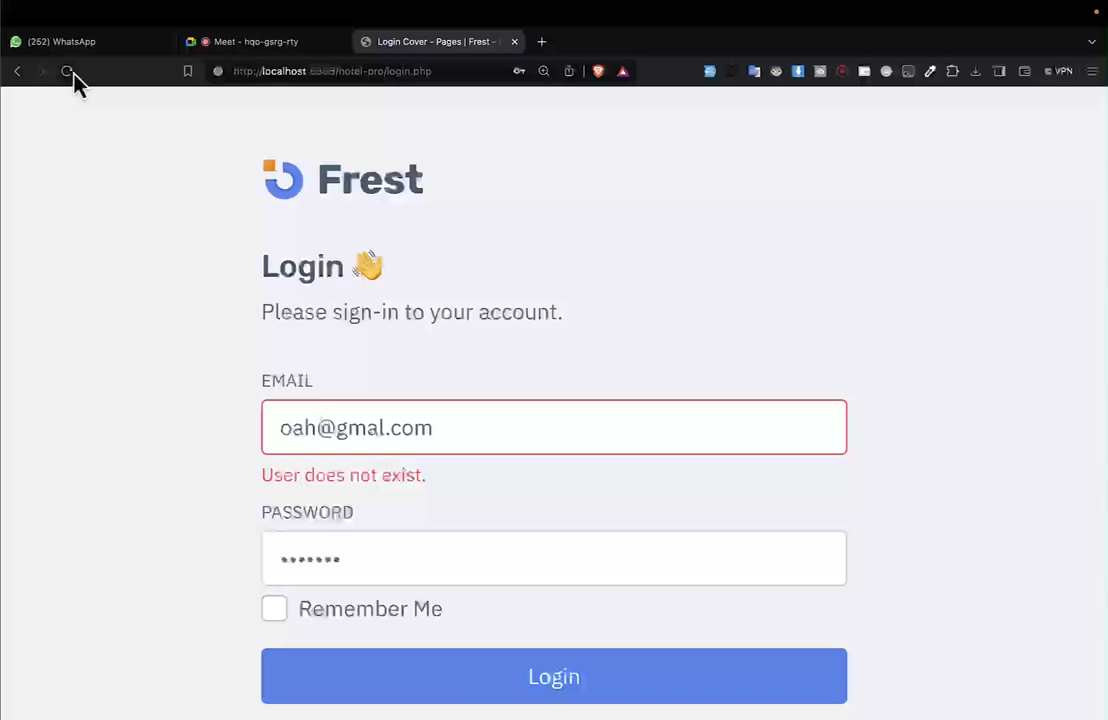 (252) WhatsApp
Meet - hqo-gsrg-rty
Login Cover - Pages | Frest -
http://localhost /hotel-pro/login.php
VPN
Frest
Login 👋
Please sign-in to your account.
EMAIL
oah@gmal.com
User does not exist.
PASSWORD
•••••••
Remember Me
Login